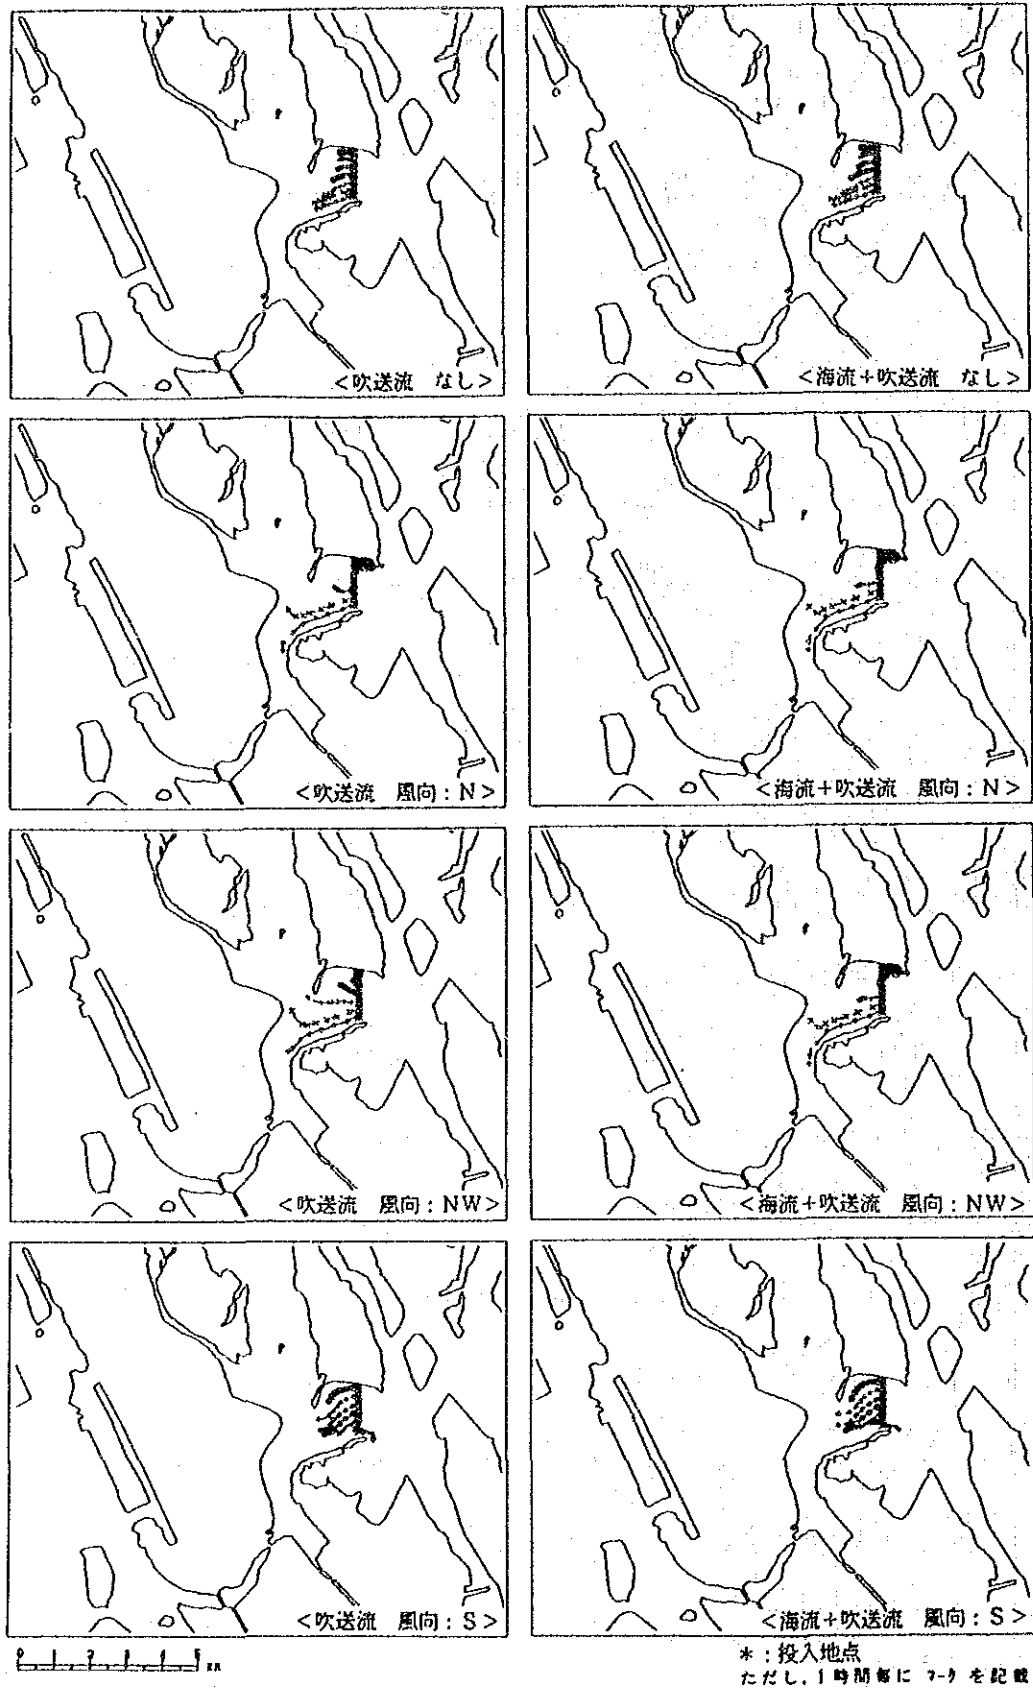 <吹送流 なし>
<海流+吹送流 なし>
<吹送流 風向:N>
<海流+吹送流 風向:N>
<吹送流 風向:NW>
<海流+吹送流 風向:NW>
<吹送流 風向:S>
<海流+吹送流 風向:S>
0 1 2 3 4 5
*:投入地点
ただし,1時間毎に マーク を記載